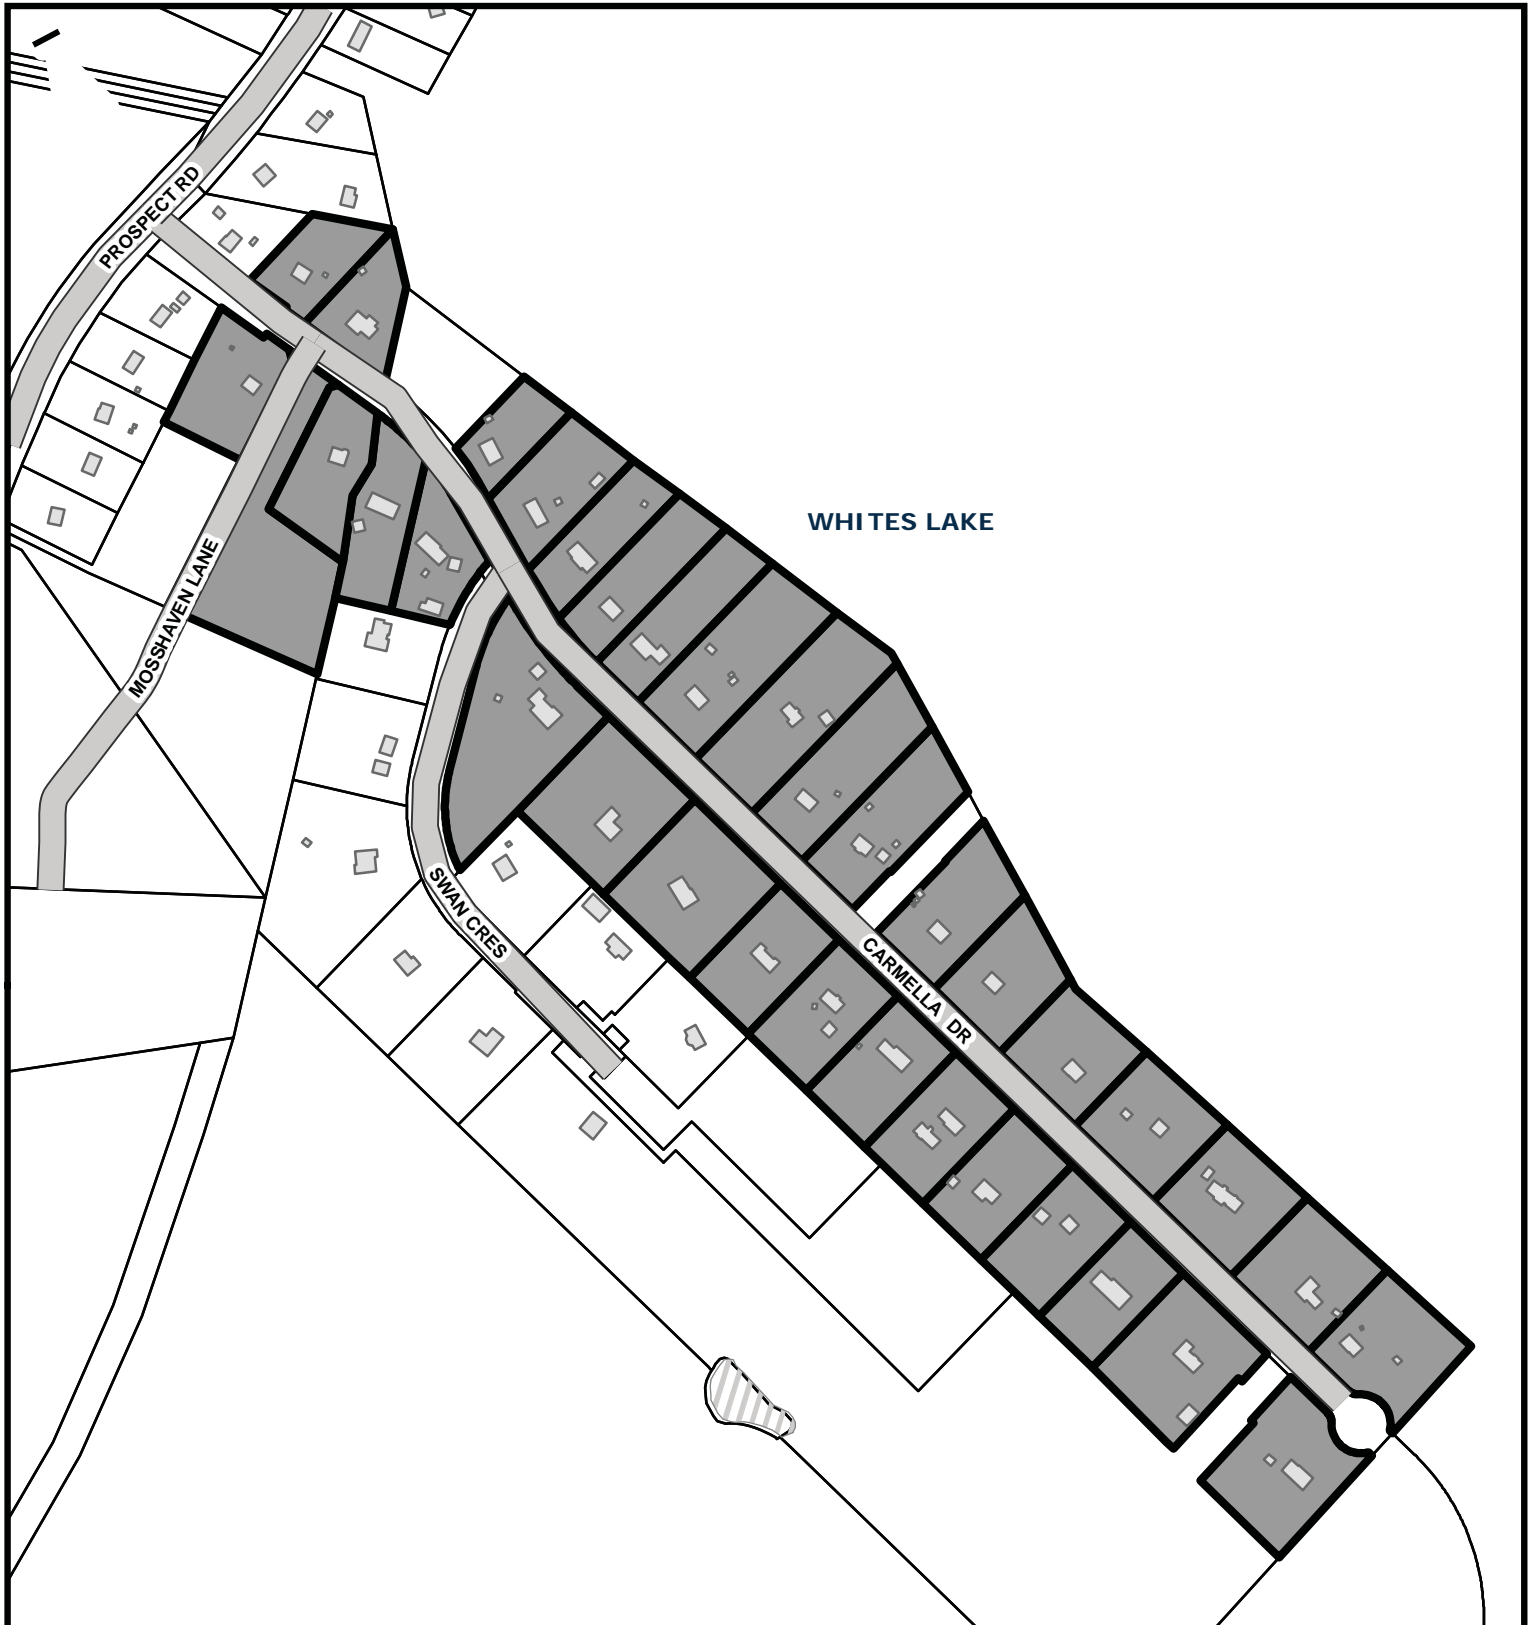 PROSPECT RD
WHITES LAKE
MOSSHAVEN LANE
SWAN CRES
CARMELLA DR